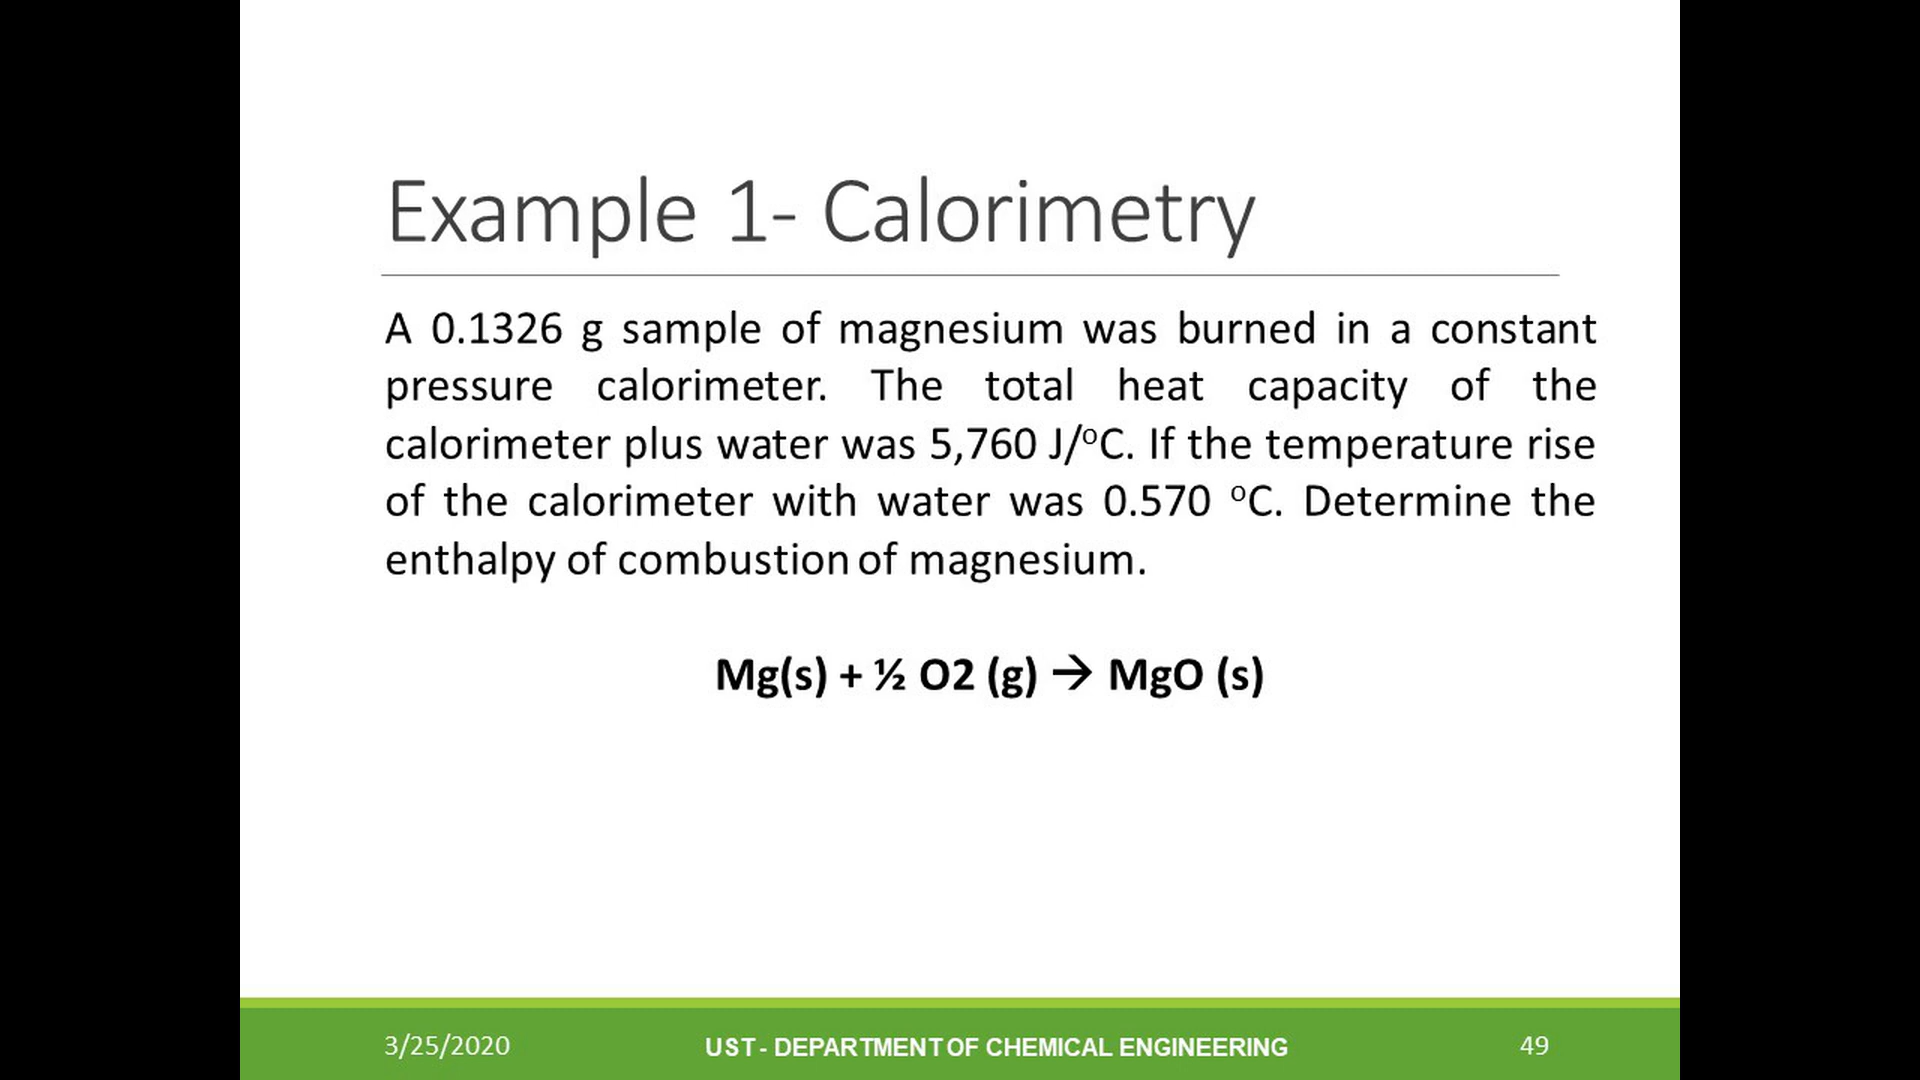 Example 1- Calorimetry
A 0.1326 g sample of magnesium was burned in a constant
pressure calorimeter. The total heat capacity of the
calorimeter plus water was 5,760 J/ºC. If the temperature rise
of the calorimeter with water was 0.570 ºC. Determine the
enthalpy of combustion of magnesium.
Mg(s) + ½ O2 (g) → MgO (s)
3/25/2020 UST - DEPARTMENT OF CHEMICAL ENGINEERING 49